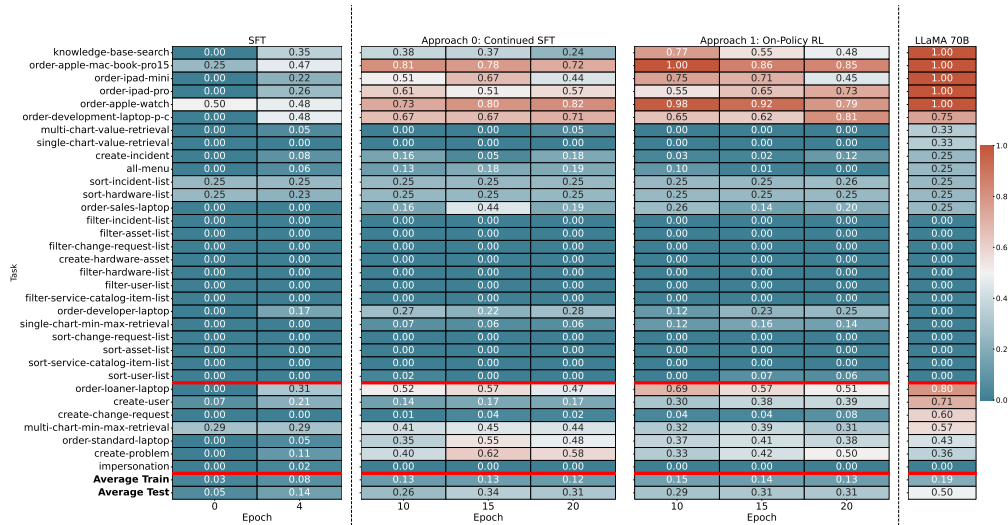 SFT Approach 0: Continued SFT Approach 1: On-Policy RL LLaMA 70B
knowledge-base-search 0.00 0.35 0.38 0.37 0.24 0.77 0.55 0.48 1.00
order-apple-mac-book-pro15 0.25 0.47 0.81 0.78 0.72 1.00 0.86 0.85 1.00
order-ipad-mini 0.00 0.22 0.51 0.67 0.44 0.75 0.71 0.45 1.00
order-ipad-pro 0.00 0.26 0.61 0.51 0.57 0.55 0.65 0.73 1.00
order-apple-watch 0.50 0.48 0.73 0.80 0.82 0.98 0.92 0.79 1.00
order-development-laptop-p-c 0.00 0.48 0.67 0.67 0.71 0.65 0.62 0.81 0.75
multi-chart-value-retrieval 0.00 0.05 0.00 0.00 0.05 0.00 0.00 0.00 0.33
single-chart-value-retrieval 0.00 0.00 0.00 0.00 0.00 0.00 0.00 0.00 0.33
create-incident 0.00 0.08 0.16 0.05 0.18 0.03 0.02 0.12 0.25
all-menu 0.00 0.06 0.13 0.18 0.19 0.10 0.01 0.00 0.25
sort-incident-list 0.25 0.25 0.25 0.25 0.25 0.25 0.25 0.26 0.25
sort-hardware-list 0.25 0.23 0.25 0.25 0.25 0.25 0.25 0.25 0.25
order-sales-laptop 0.00 0.00 0.16 0.44 0.19 0.26 0.14 0.20 0.25
filter-incident-list 0.00 0.00 0.00 0.00 0.00 0.00 0.00 0.00 0.00
filter-asset-list 0.00 0.00 0.00 0.00 0.00 0.00 0.00 0.00 0.00
filter-change-request-list 0.00 0.00 0.00 0.00 0.00 0.00 0.00 0.00 0.00
create-hardware-asset 0.00 0.00 0.00 0.00 0.00 0.00 0.00 0.00 0.00
filter-hardware-list 0.00 0.00 0.00 0.00 0.00 0.00 0.00 0.00 0.00
filter-user-list 0.00 0.00 0.00 0.00 0.00 0.00 0.00 0.00 0.00
filter-service-catalog-item-list 0.00 0.00 0.00 0.00 0.00 0.00 0.00 0.00 0.00
order-developer-laptop 0.00 0.17 0.27 0.22 0.28 0.12 0.23 0.25 0.00
single-chart-min-max-retrieval 0.00 0.00 0.07 0.06 0.06 0.12 0.16 0.14 0.00
sort-change-request-list 0.00 0.00 0.00 0.00 0.00 0.00 0.00 0.00 0.00
sort-asset-list 0.00 0.00 0.00 0.00 0.00 0.00 0.00 0.00 0.00
sort-service-catalog-item-list 0.00 0.00 0.00 0.00 0.00 0.00 0.00 0.00 0.00
sort-user-list 0.00 0.00 0.02 0.00 0.00 0.00 0.07 0.06 0.00
order-loaner-laptop 0.00 0.31 0.52 0.57 0.47 0.69 0.57 0.51 0.80
create-user 0.07 0.21 0.14 0.17 0.17 0.30 0.38 0.39 0.71
create-change-request 0.00 0.00 0.01 0.04 0.02 0.04 0.04 0.08 0.60
multi-chart-min-max-retrieval 0.29 0.29 0.41 0.45 0.44 0.32 0.39 0.31 0.57
order-standard-laptop 0.00 0.05 0.35 0.55 0.48 0.37 0.41 0.38 0.43
create-problem 0.00 0.11 0.40 0.62 0.58 0.33 0.42 0.50 0.36
impersonation 0.00 0.02 0.00 0.00 0.00 0.00 0.00 0.00 0.00
Average Train 0.03 0.08 0.13 0.13 0.12 0.15 0.14 0.13 0.19
Average Test 0.05 0.14 0.26 0.34 0.31 0.29 0.31 0.31 0.50
0 4 10 15 20 10 15 20
Epoch Epoch Epoch
Task
1.0
0.8
0.6
0.4
0.2
0.0